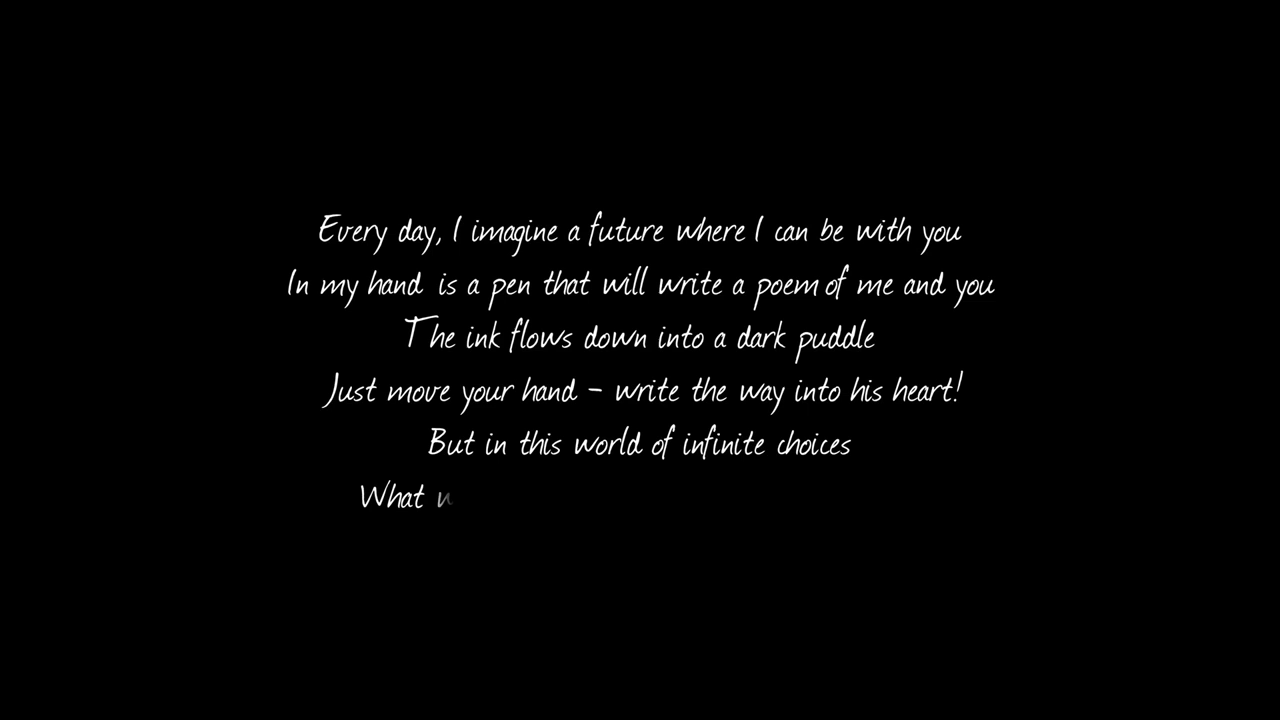 Every day, I imagine a future where I can be with you
In my hand is a pen that will write a poem of me and you
The ink flows down into a dark puddle
Just move your hand – write the way into his heart!
But in this world of infinite choices
What